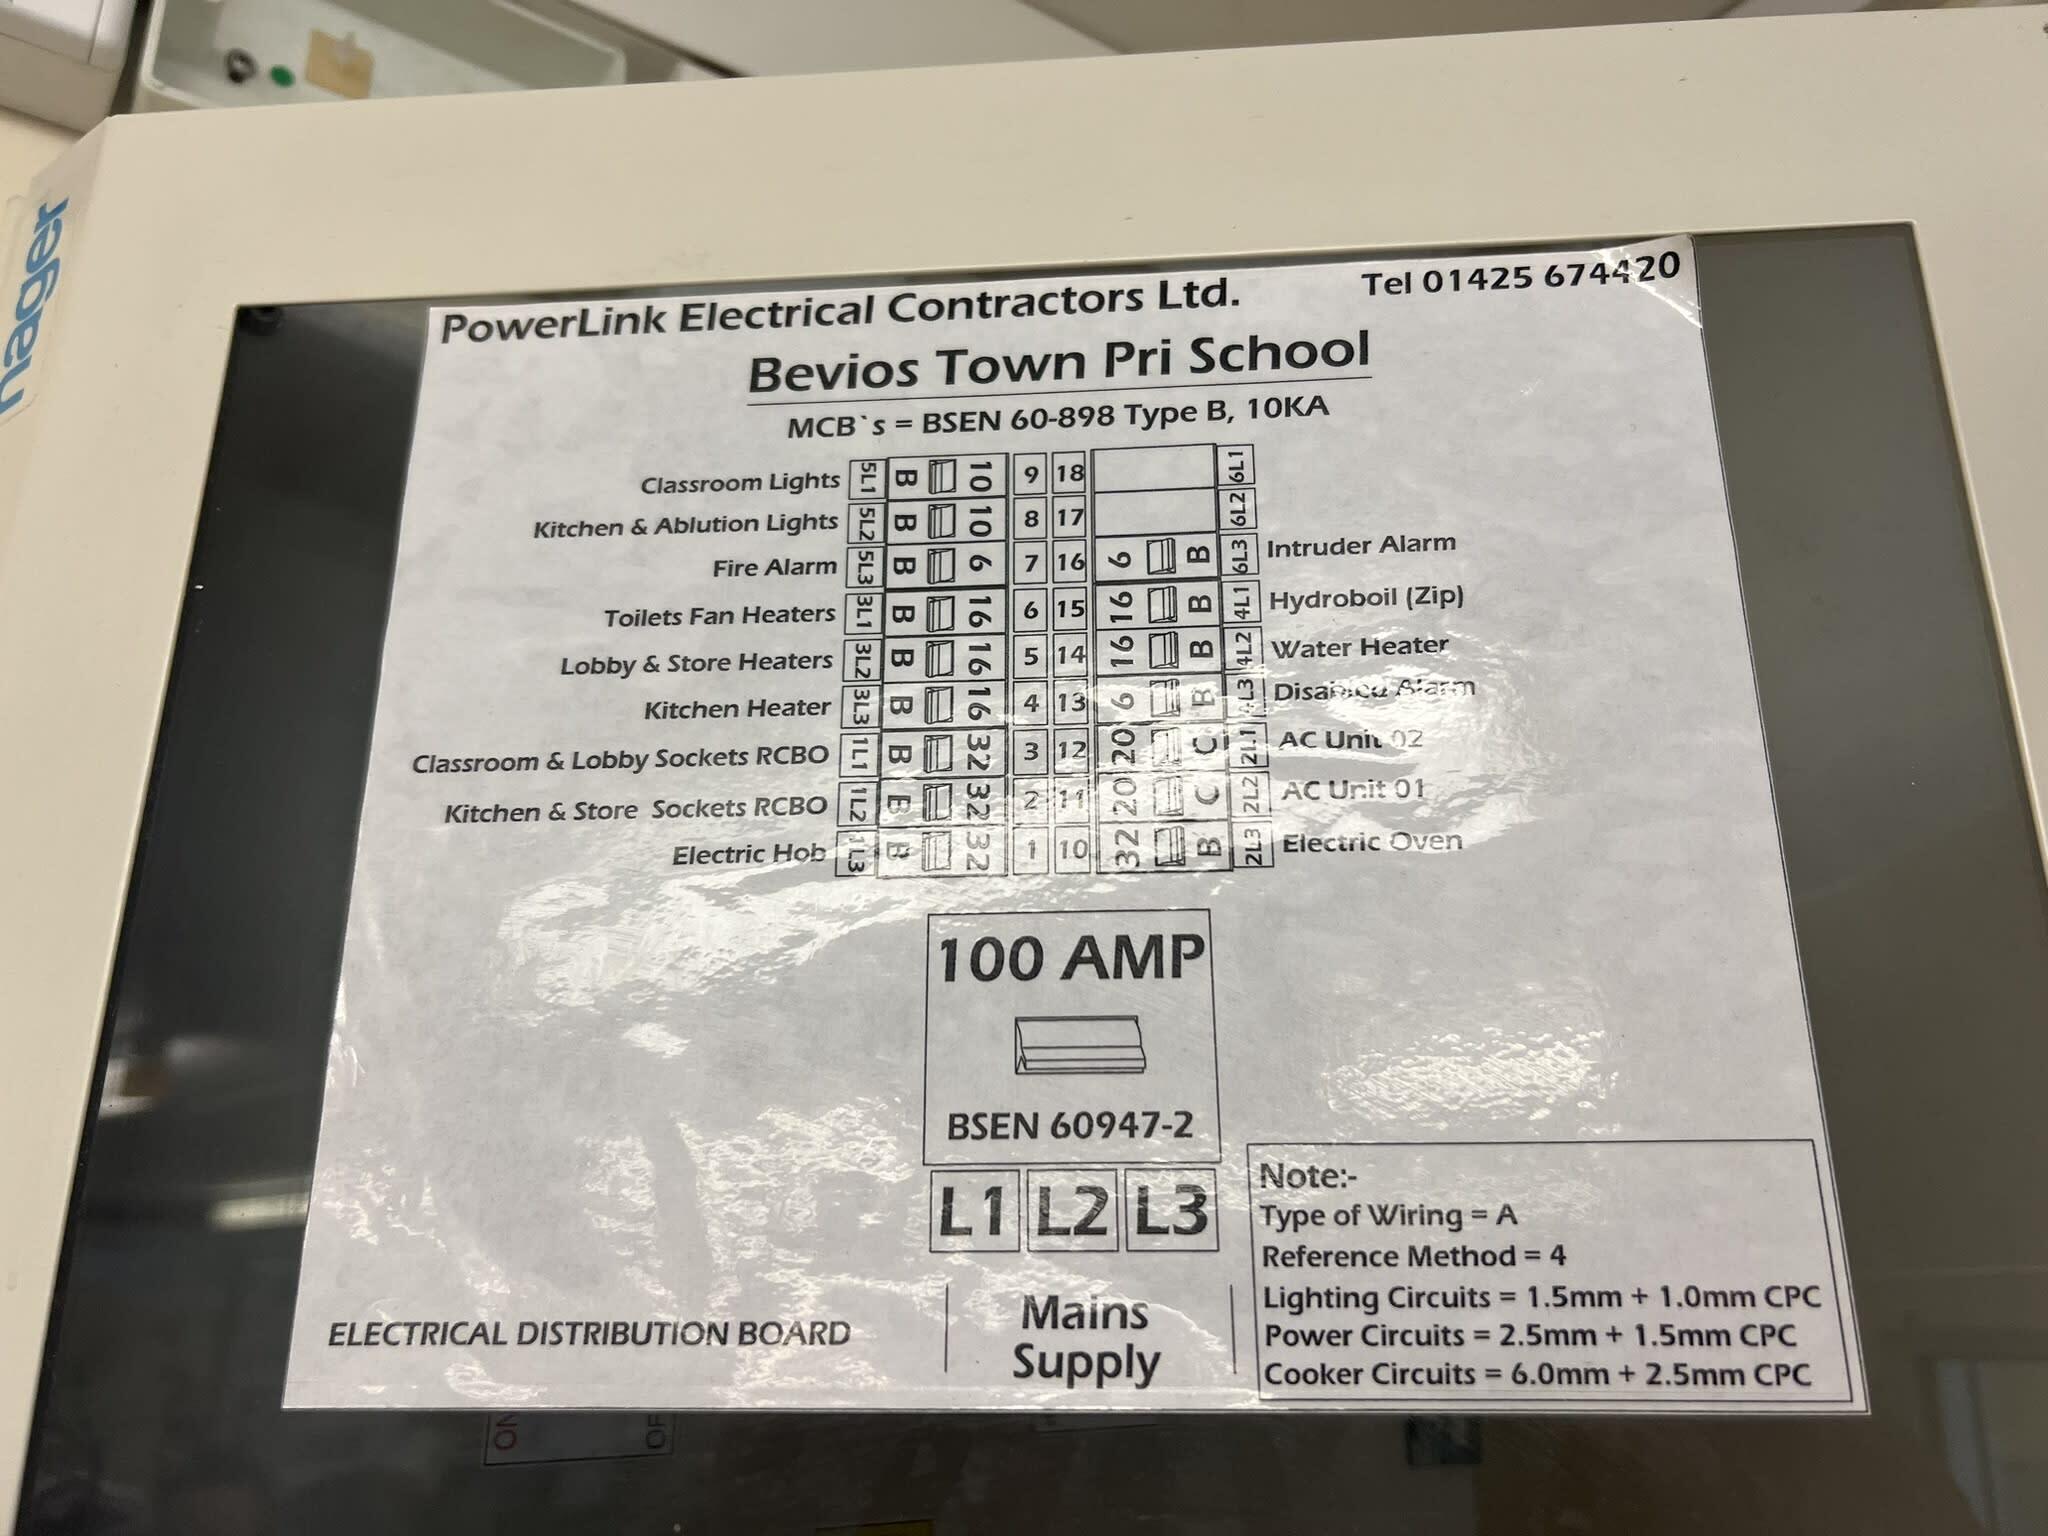 hager
PowerLink Electrical Contractors Ltd. Tel 01425 674420
Bevios Town Pri School
MCB`s = BSEN 60-898 Type B, 10KA
Classroom Lights 5L1 B 10 9 18 6L1
Kitchen & Ablution Lights 5L2 B 10 8 17 6L2
Fire Alarm 5L3 B 6 7 16 6 B 6L3 Intruder Alarm
Toilets Fan Heaters 3L1 B 16 6 15 16 B 4L1 Hydroboil (Zip)
Lobby & Store Heaters 3L2 B 16 5 14 16 B 4L2 Water Heater
Kitchen Heater 3L3 B 16 4 13 6 B 4L3 Disabled Alarm
Classroom & Lobby Sockets RCBO 1L1 B 32 3 12 20 C 2L1 AC Unit 02
Kitchen & Store Sockets RCBO 1L2 B 32 2 11 20 C 2L2 AC Unit 01
Electric Hob 1L3 B 32 1 10 32 B 2L3 Electric Oven
100 AMP
BSEN 60947-2
L1 L2 L3
Mains
Supply
ELECTRICAL DISTRIBUTION BOARD
Note:-
Type of Wiring = A
Reference Method = 4
Lighting Circuits = 1.5mm + 1.0mm CPC
Power Circuits = 2.5mm + 1.5mm CPC
Cooker Circuits = 6.0mm + 2.5mm CPC